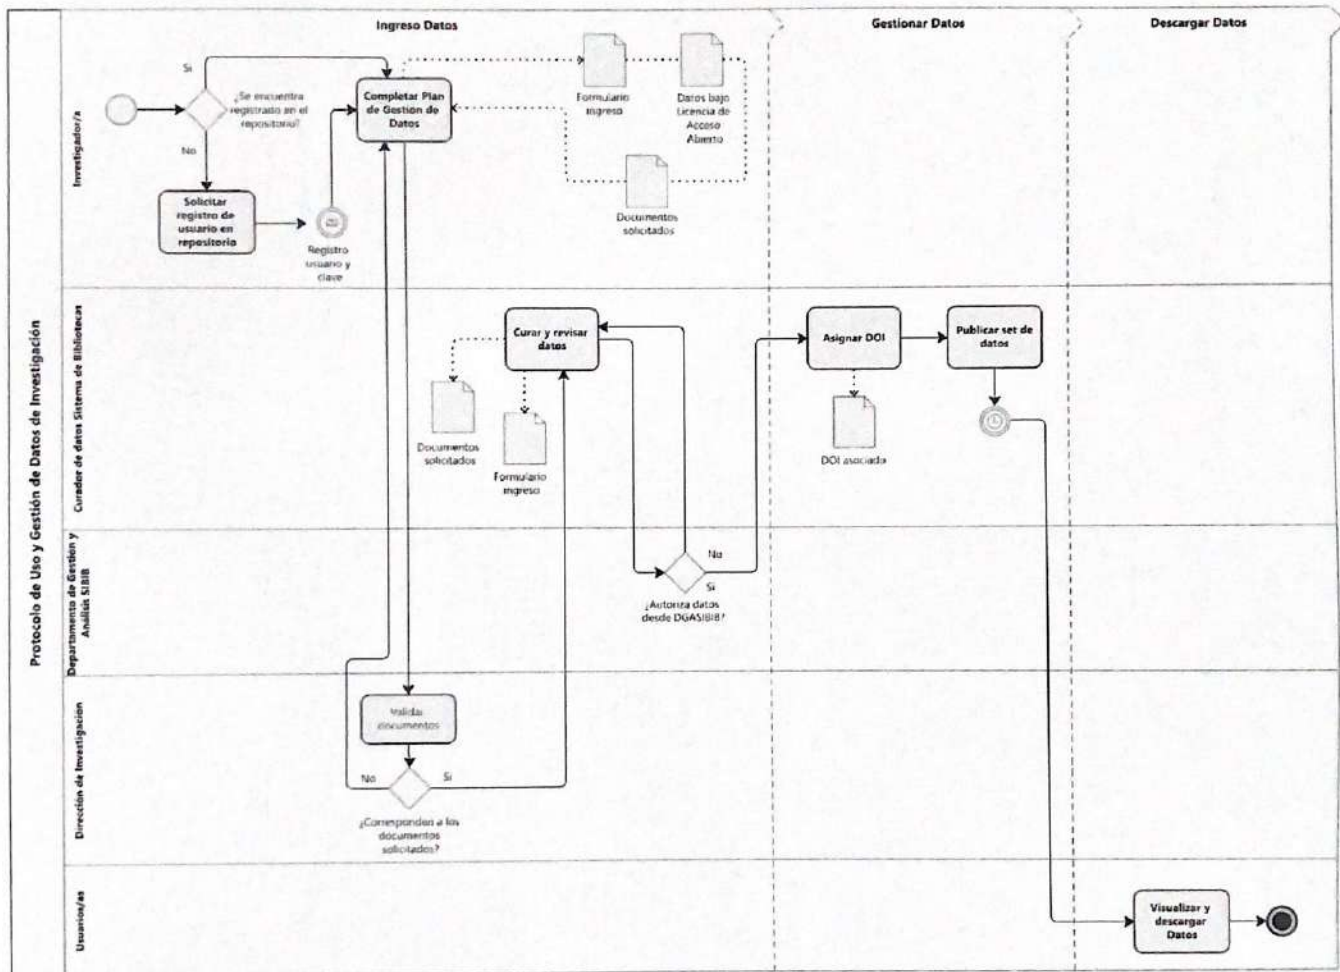 Protocolo de Uso y Gestión de Datos de Investigación
Ingreso Datos
Gestionar Datos
Descargar Datos
Investigador/a
Si
¿Se encuentra
registrado en el
repositorio?
No
Solicitar
registro de
usuario en
repositorio
Registro
usuario y
clave
Completar Plan
de Gestión de
Datos
Formulario
ingreso
Datos bajo
Licencia de
Acceso
Abierto
Documentos
solicitados
Curador de datos Sistema de Bibliotecas
Curar y revisar
datos
Documentos
solicitados
Formulario
ingreso
Asignar DOI
DOI asociado
Publicar set de
datos
Departamento de Gestión y
Análisis SIBIB
No
Si
¿Autoriza datos
desde DGASIBIB?
Dirección de Investigación
Validar
documentos
No
Si
¿Corresponden a los
documentos
solicitados?
Usuarios/as
Visualizar y
descargar
Datos